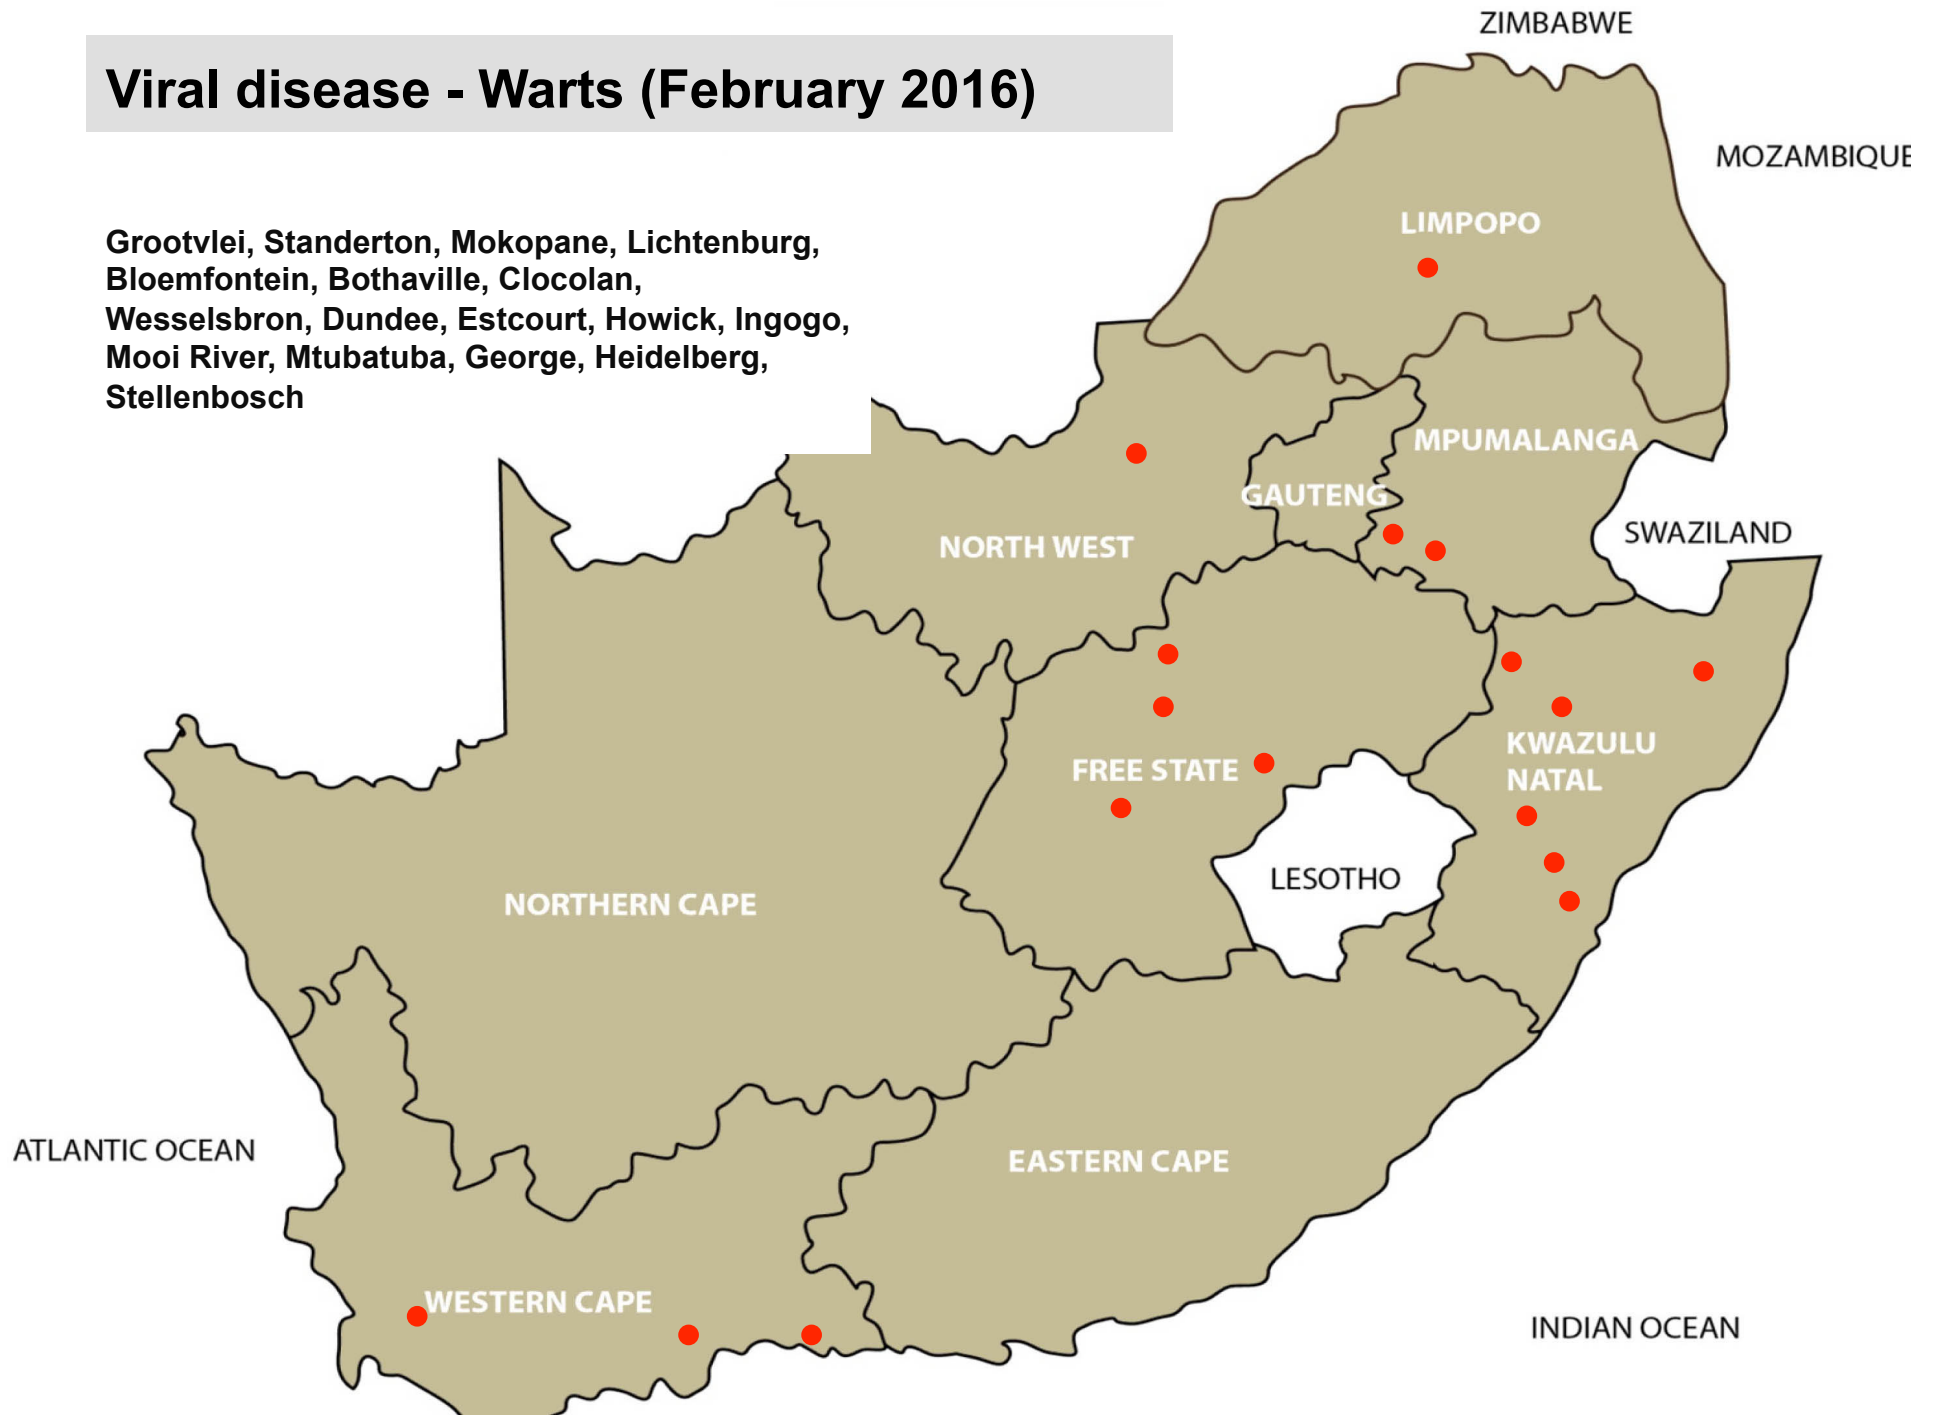 Viral disease - Warts (February 2016)
Grootvlei, Standerton, Mokopane, Lichtenburg,
Bloemfontein, Bothaville, Clocolan,
Wesselsbron, Dundee, Estcourt, Howick, Ingogo,
Mooi River, Mtubatuba, George, Heidelberg,
Stellenbosch
ZIMBABWE
MOZAMBIQUE
LIMPOPO
MPUMALANGA
GAUTENG
SWAZILAND
NORTH WEST
KWAZULU
NATAL
FREE STATE
LESOTHO
NORTHERN CAPE
ATLANTIC OCEAN
EASTERN CAPE
WESTERN CAPE
INDIAN OCEAN